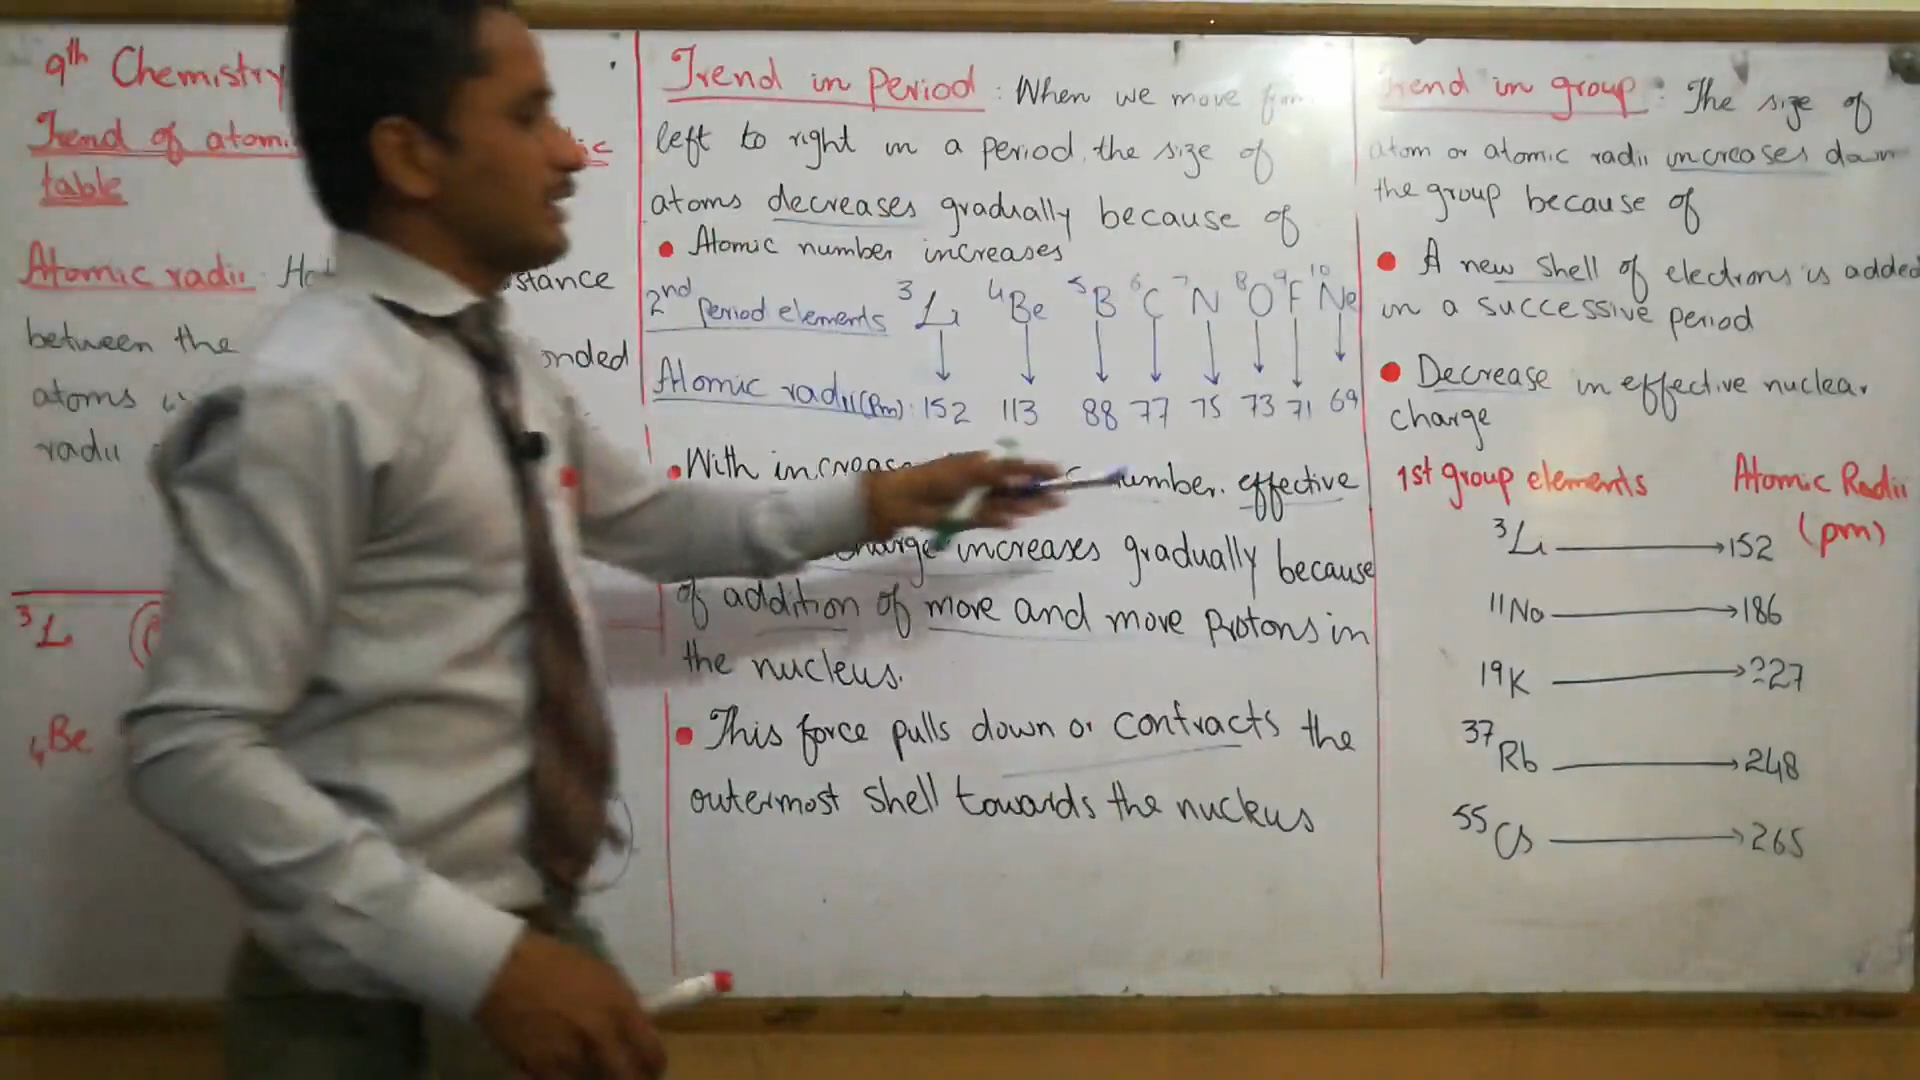 9th Chemistry
Trend of atomic
table
Atomic radii: stance
between the onded
atoms
radii
3Li
4Be
Trend in Period: When we move from
left to right in a period, the size of
atoms decreases gradually because of
• Atomic number increases
2nd Period elements 3Li 4Be 5B 6C 7N 8O 9F 10Ne
Atomic radii (Pm): 152 113 88 77 75 73 71 69
• With increase number. effective
charge increases gradually because
of addition of more and more Protons in
the nucleus.
• This force pulls down or contracts the
outermost shell towards the nucleus
Trend in group: The size of
atom or atomic radii increases down
the group because of
• A new shell of electrons is added
in a successive period
• Decrease in effective nuclear
charge
1st group elements Atomic Radii
(pm)
3Li 152
11Na 186
19K 227
37Rb 248
55Cs 265